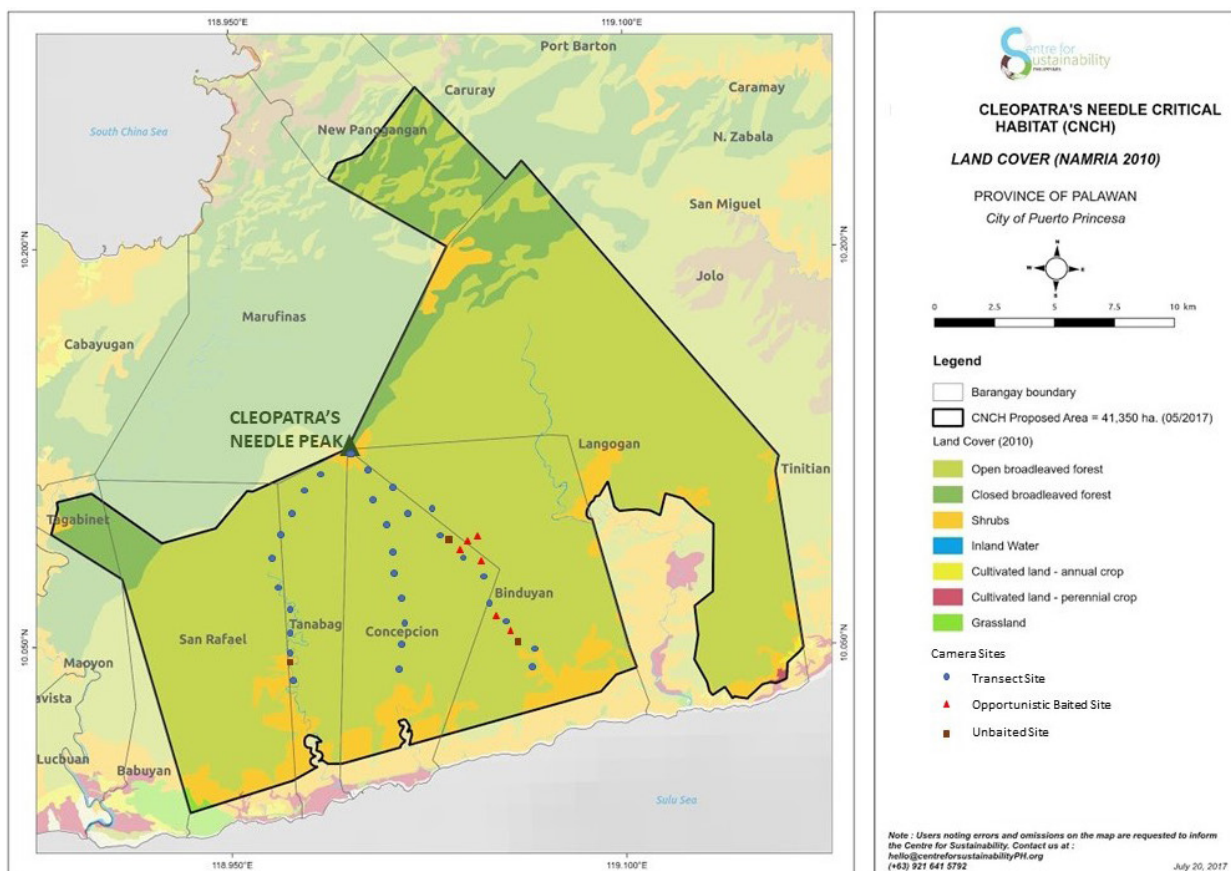 118.950°E
119.100°E
Port Barton
Caruray
Caramay
South China Sea
New Panggangan
N. Zabala
San Miguel
10.200°N
10.200°N
Jolo
Marufinas
Cabayugan
CLEOPATRA'S
NEEDLE PEAK
Langogan
Tinitian
Tagabinet
Binduyan
Tanabag
Concepcion
San Rafael
10.050°N
10.050°N
Maoyon
avista
Lucbuan
Babuyan
Sulu Sea
118.950°E
119.100°E
Centre for
Sustainability
PHILIPPINES
CLEOPATRA'S NEEDLE CRITICAL
HABITAT (CNCH)
LAND COVER (NAMRIA 2010)
PROVINCE OF PALAWAN
City of Puerto Princesa
N
W E
S
0 2.5 5 7.5 10 km
Legend
Barangay boundary
CNCH Proposed Area = 41,350 ha. (05/2017)
Land Cover (2010)
Open broadleaved forest
Closed broadleaved forest
Shrubs
Inland Water
Cultivated land - annual crop
Cultivated land - perennial crop
Grassland
Camera Sites
Transect Site
Opportunistic Baited Site
Unbaited Site
Note : Users noting errors and omissions on the map are requested to inform
the Centre for Sustainability. Contact us at :
hello@centreforsustainabilityPH.org
(+63) 921 641 5792
July 20, 2017